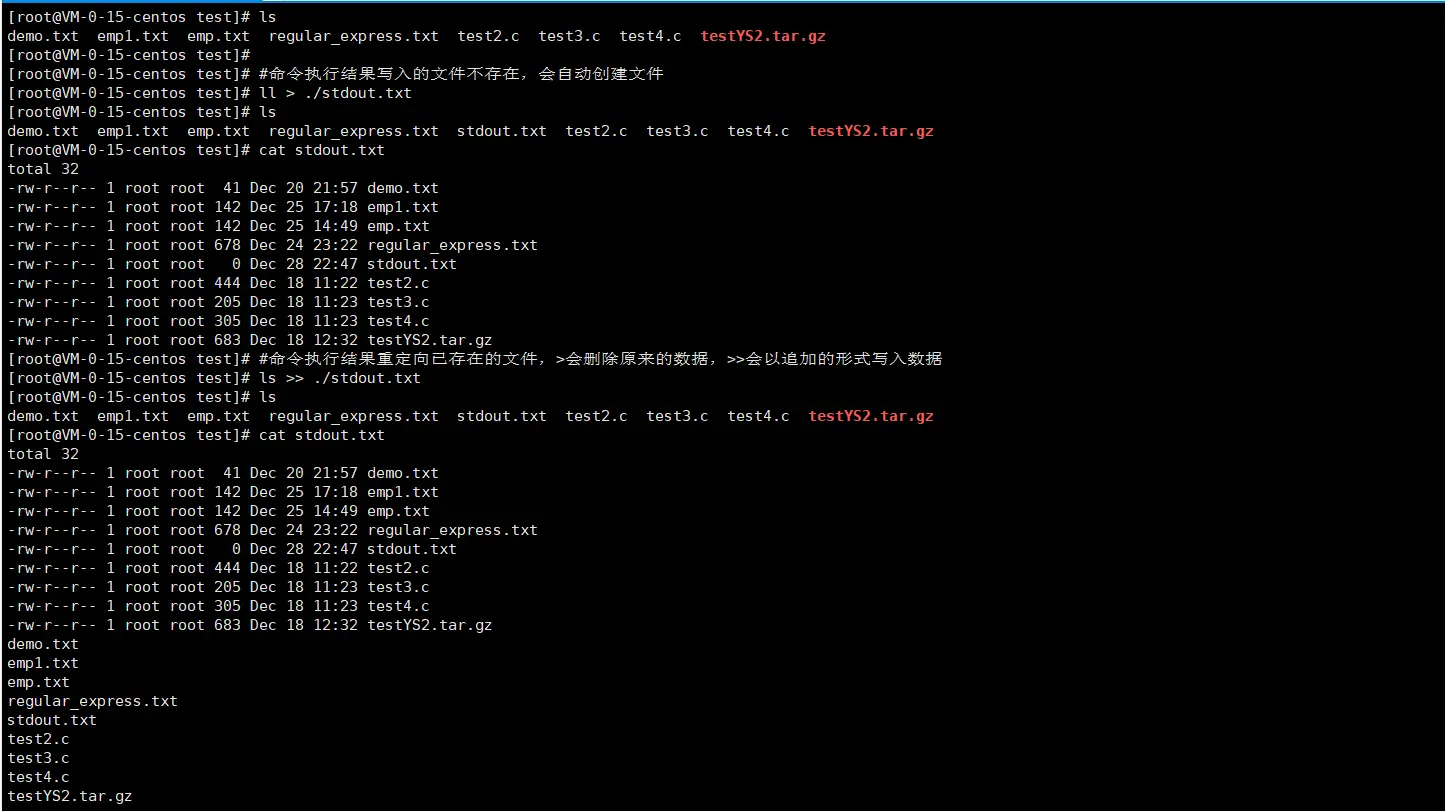 [root@VM-0-15-centos test]# ls
demo.txt  emp1.txt  emp.txt  regular_express.txt  test2.c  test3.c  test4.c  testYS2.tar.gz
[root@VM-0-15-centos test]#
[root@VM-0-15-centos test]# #命令执行结果写入的文件不存在，会自动创建文件
[root@VM-0-15-centos test]# ll > ./stdout.txt
[root@VM-0-15-centos test]# ls
demo.txt  emp1.txt  emp.txt  regular_express.txt  stdout.txt  test2.c  test3.c  test4.c  testYS2.tar.gz
[root@VM-0-15-centos test]# cat stdout.txt
total 32
-rw-r--r-- 1 root root  41 Dec 20 21:57 demo.txt
-rw-r--r-- 1 root root 142 Dec 25 17:18 emp1.txt
-rw-r--r-- 1 root root 142 Dec 25 14:49 emp.txt
-rw-r--r-- 1 root root 678 Dec 24 23:22 regular_express.txt
-rw-r--r-- 1 root root   0 Dec 28 22:47 stdout.txt
-rw-r--r-- 1 root root 444 Dec 18 11:22 test2.c
-rw-r--r-- 1 root root 205 Dec 18 11:23 test3.c
-rw-r--r-- 1 root root 305 Dec 18 11:23 test4.c
-rw-r--r-- 1 root root 683 Dec 18 12:32 testYS2.tar.gz
[root@VM-0-15-centos test]# #命令执行结果重定向已存在的文件，>会删除原来的数据，>>会以追加的形式写入数据
[root@VM-0-15-centos test]# ls >> ./stdout.txt
[root@VM-0-15-centos test]# ls
demo.txt  emp1.txt  emp.txt  regular_express.txt  stdout.txt  test2.c  test3.c  test4.c  testYS2.tar.gz
[root@VM-0-15-centos test]# cat stdout.txt
total 32
-rw-r--r-- 1 root root  41 Dec 20 21:57 demo.txt
-rw-r--r-- 1 root root 142 Dec 25 17:18 emp1.txt
-rw-r--r-- 1 root root 142 Dec 25 14:49 emp.txt
-rw-r--r-- 1 root root 678 Dec 24 23:22 regular_express.txt
-rw-r--r-- 1 root root   0 Dec 28 22:47 stdout.txt
-rw-r--r-- 1 root root 444 Dec 18 11:22 test2.c
-rw-r--r-- 1 root root 205 Dec 18 11:23 test3.c
-rw-r--r-- 1 root root 305 Dec 18 11:23 test4.c
-rw-r--r-- 1 root root 683 Dec 18 12:32 testYS2.tar.gz
demo.txt
emp1.txt
emp.txt
regular_express.txt
stdout.txt
test2.c
test3.c
test4.c
testYS2.tar.gz